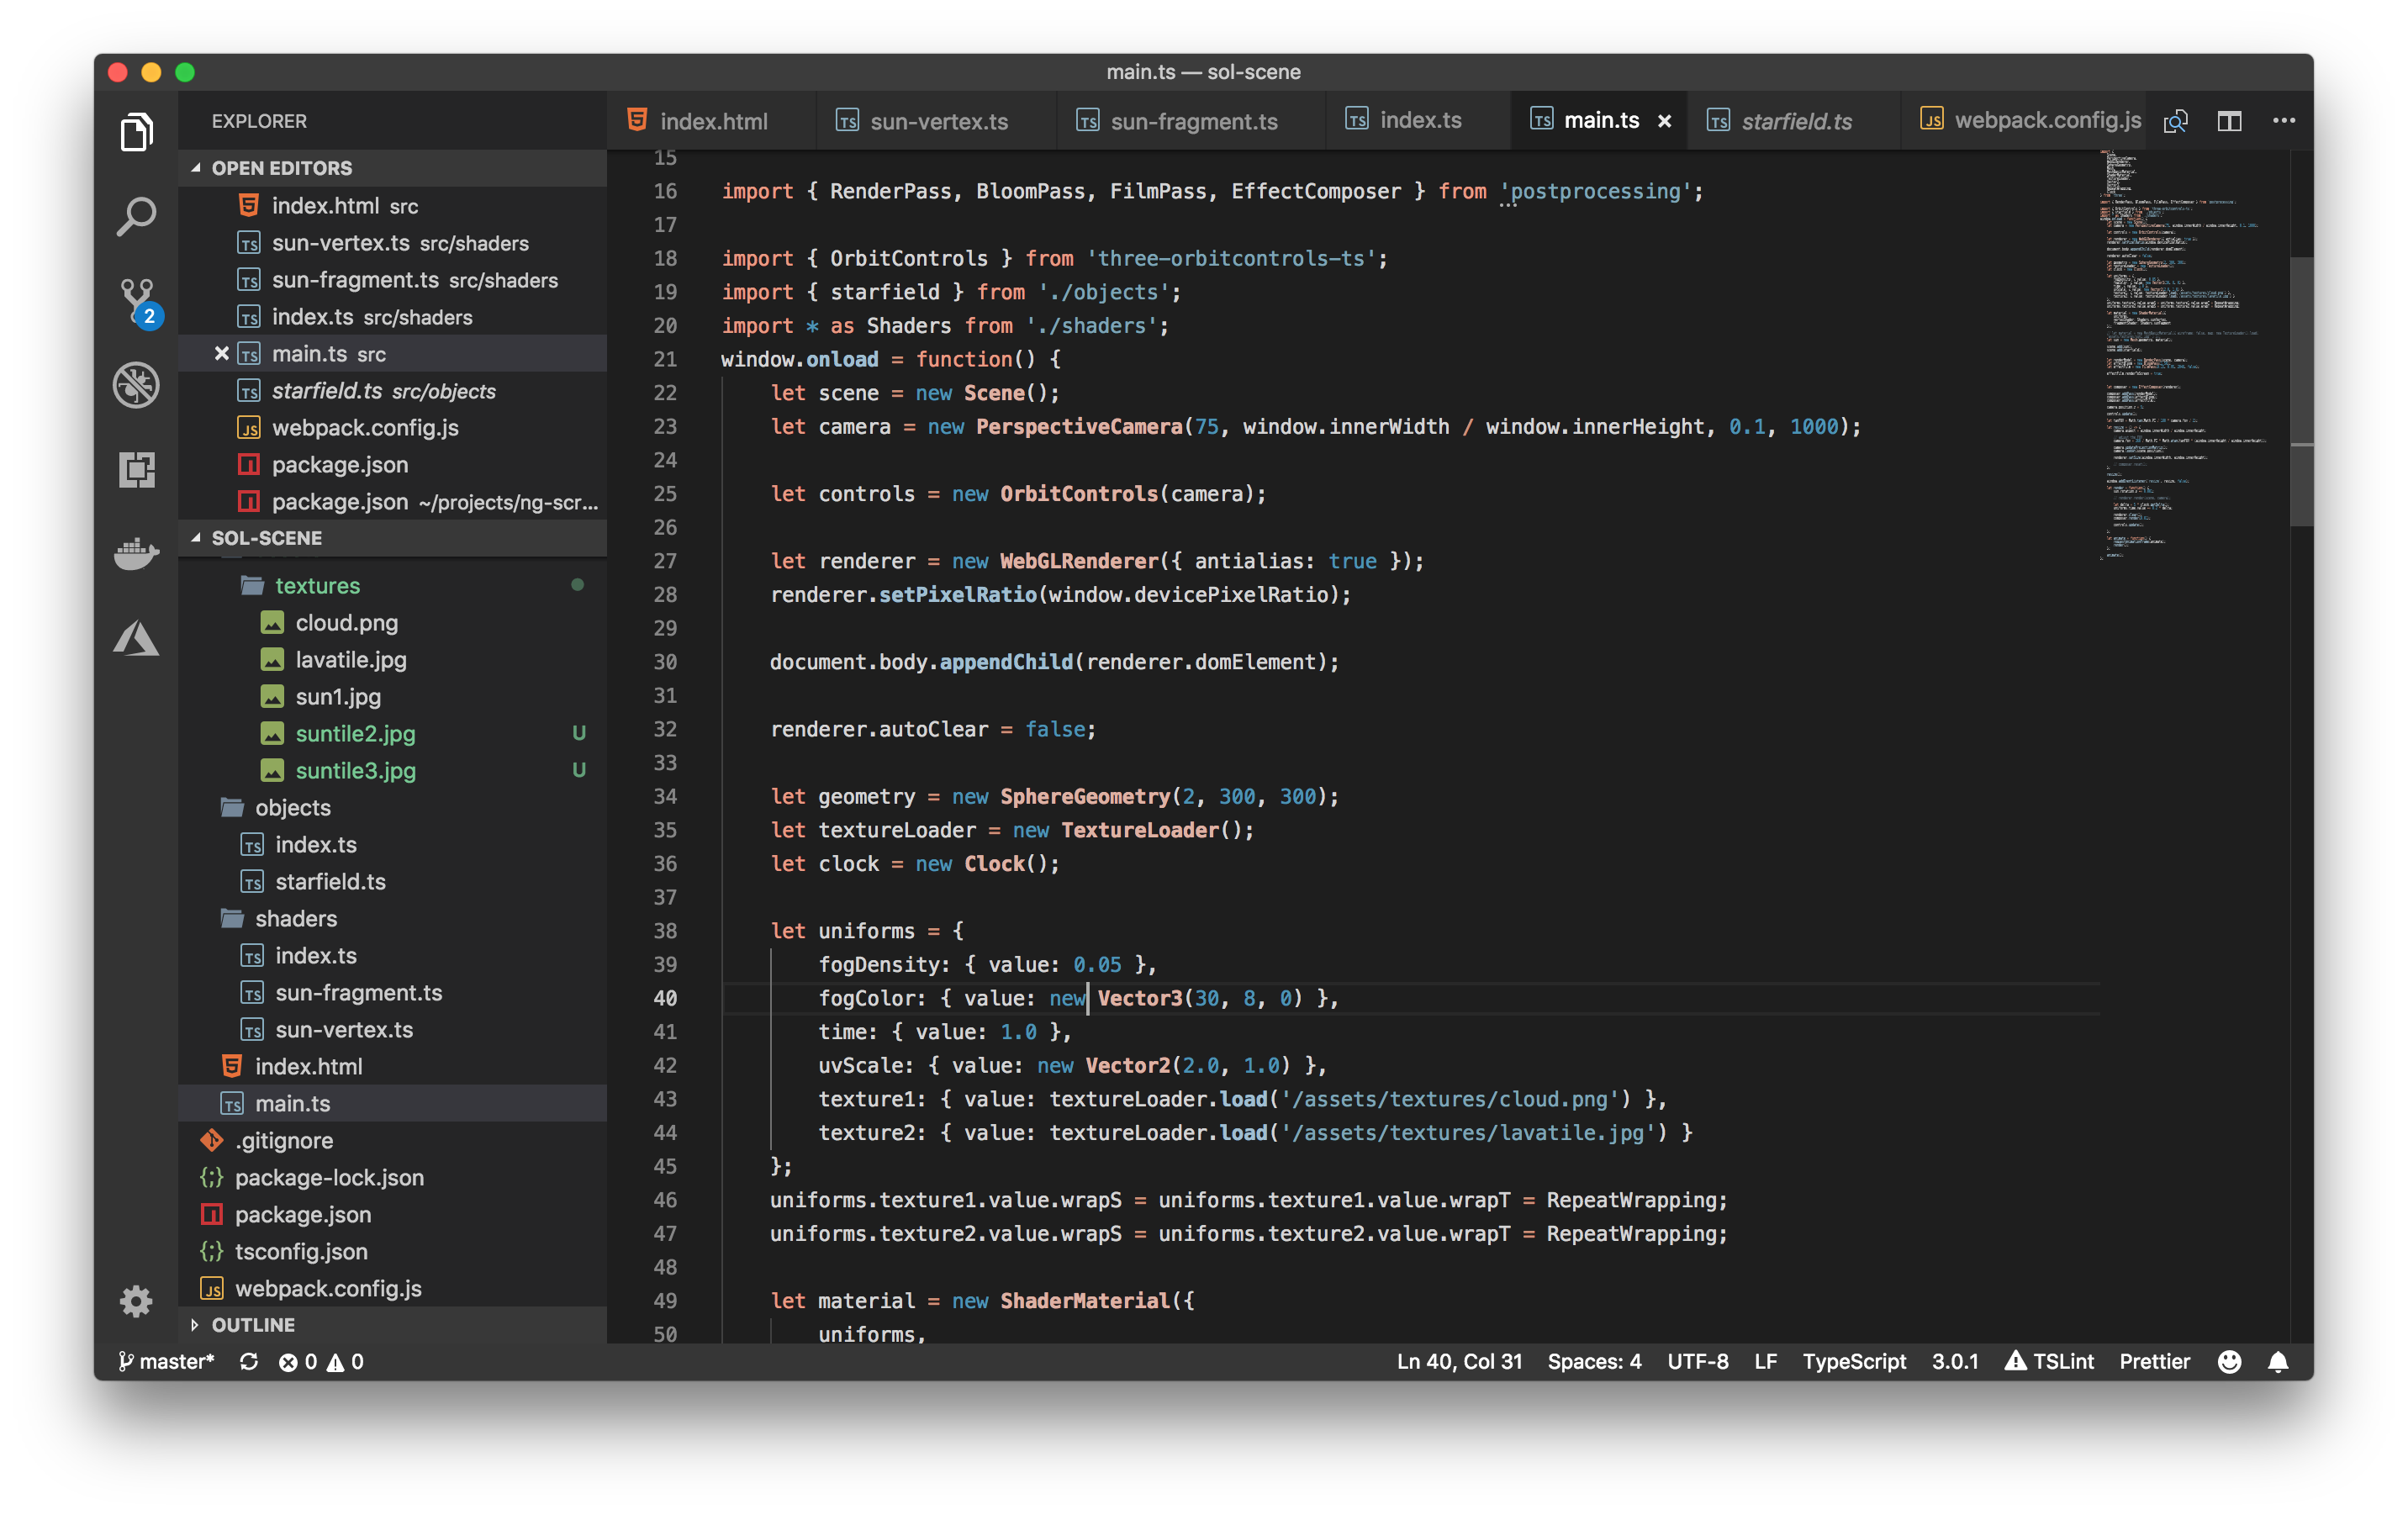 main.ts — sol-scene
EXPLORER
OPEN EDITORS
index.html src
sun-vertex.ts src/shaders
sun-fragment.ts src/shaders
index.ts src/shaders
main.ts src
starfield.ts src/objects
webpack.config.js
package.json
package.json ~/projects/ng-scr...
SOL-SCENE
textures
cloud.png
lavatile.jpg
sun1.jpg
suntile2.jpg U
suntile3.jpg U
objects
index.ts
starfield.ts
shaders
index.ts
sun-fragment.ts
sun-vertex.ts
index.html
main.ts
.gitignore
package-lock.json
package.json
tsconfig.json
webpack.config.js
OUTLINE
2
index.html sun-vertex.ts sun-fragment.ts index.ts main.ts starfield.ts webpack.config.js
15
16 import { RenderPass, BloomPass, FilmPass, EffectComposer } from 'postprocessing';
17
18 import { OrbitControls } from 'three-orbitcontrols-ts';
19 import { starfield } from './objects';
20 import * as Shaders from './shaders';
21 window.onload = function() {
22     let scene = new Scene();
23     let camera = new PerspectiveCamera(75, window.innerWidth / window.innerHeight, 0.1, 1000);
24
25     let controls = new OrbitControls(camera);
26
27     let renderer = new WebGLRenderer({ antialias: true });
28     renderer.setPixelRatio(window.devicePixelRatio);
29
30     document.body.appendChild(renderer.domElement);
31
32     renderer.autoClear = false;
33
34     let geometry = new SphereGeometry(2, 300, 300);
35     let textureLoader = new TextureLoader();
36     let clock = new Clock();
37
38     let uniforms = {
39         fogDensity: { value: 0.05 },
40         fogColor: { value: new Vector3(30, 8, 0) },
41         time: { value: 1.0 },
42         uvScale: { value: new Vector2(2.0, 1.0) },
43         texture1: { value: textureLoader.load('/assets/textures/cloud.png') },
44         texture2: { value: textureLoader.load('/assets/textures/lavatile.jpg') }
45     };
46     uniforms.texture1.value.wrapS = uniforms.texture1.value.wrapT = RepeatWrapping;
47     uniforms.texture2.value.wrapS = uniforms.texture2.value.wrapT = RepeatWrapping;
48
49     let material = new ShaderMaterial({
50         uniforms,
master* 0 0 Ln 40, Col 31 Spaces: 4 UTF-8 LF TypeScript 3.0.1 TSLint Prettier